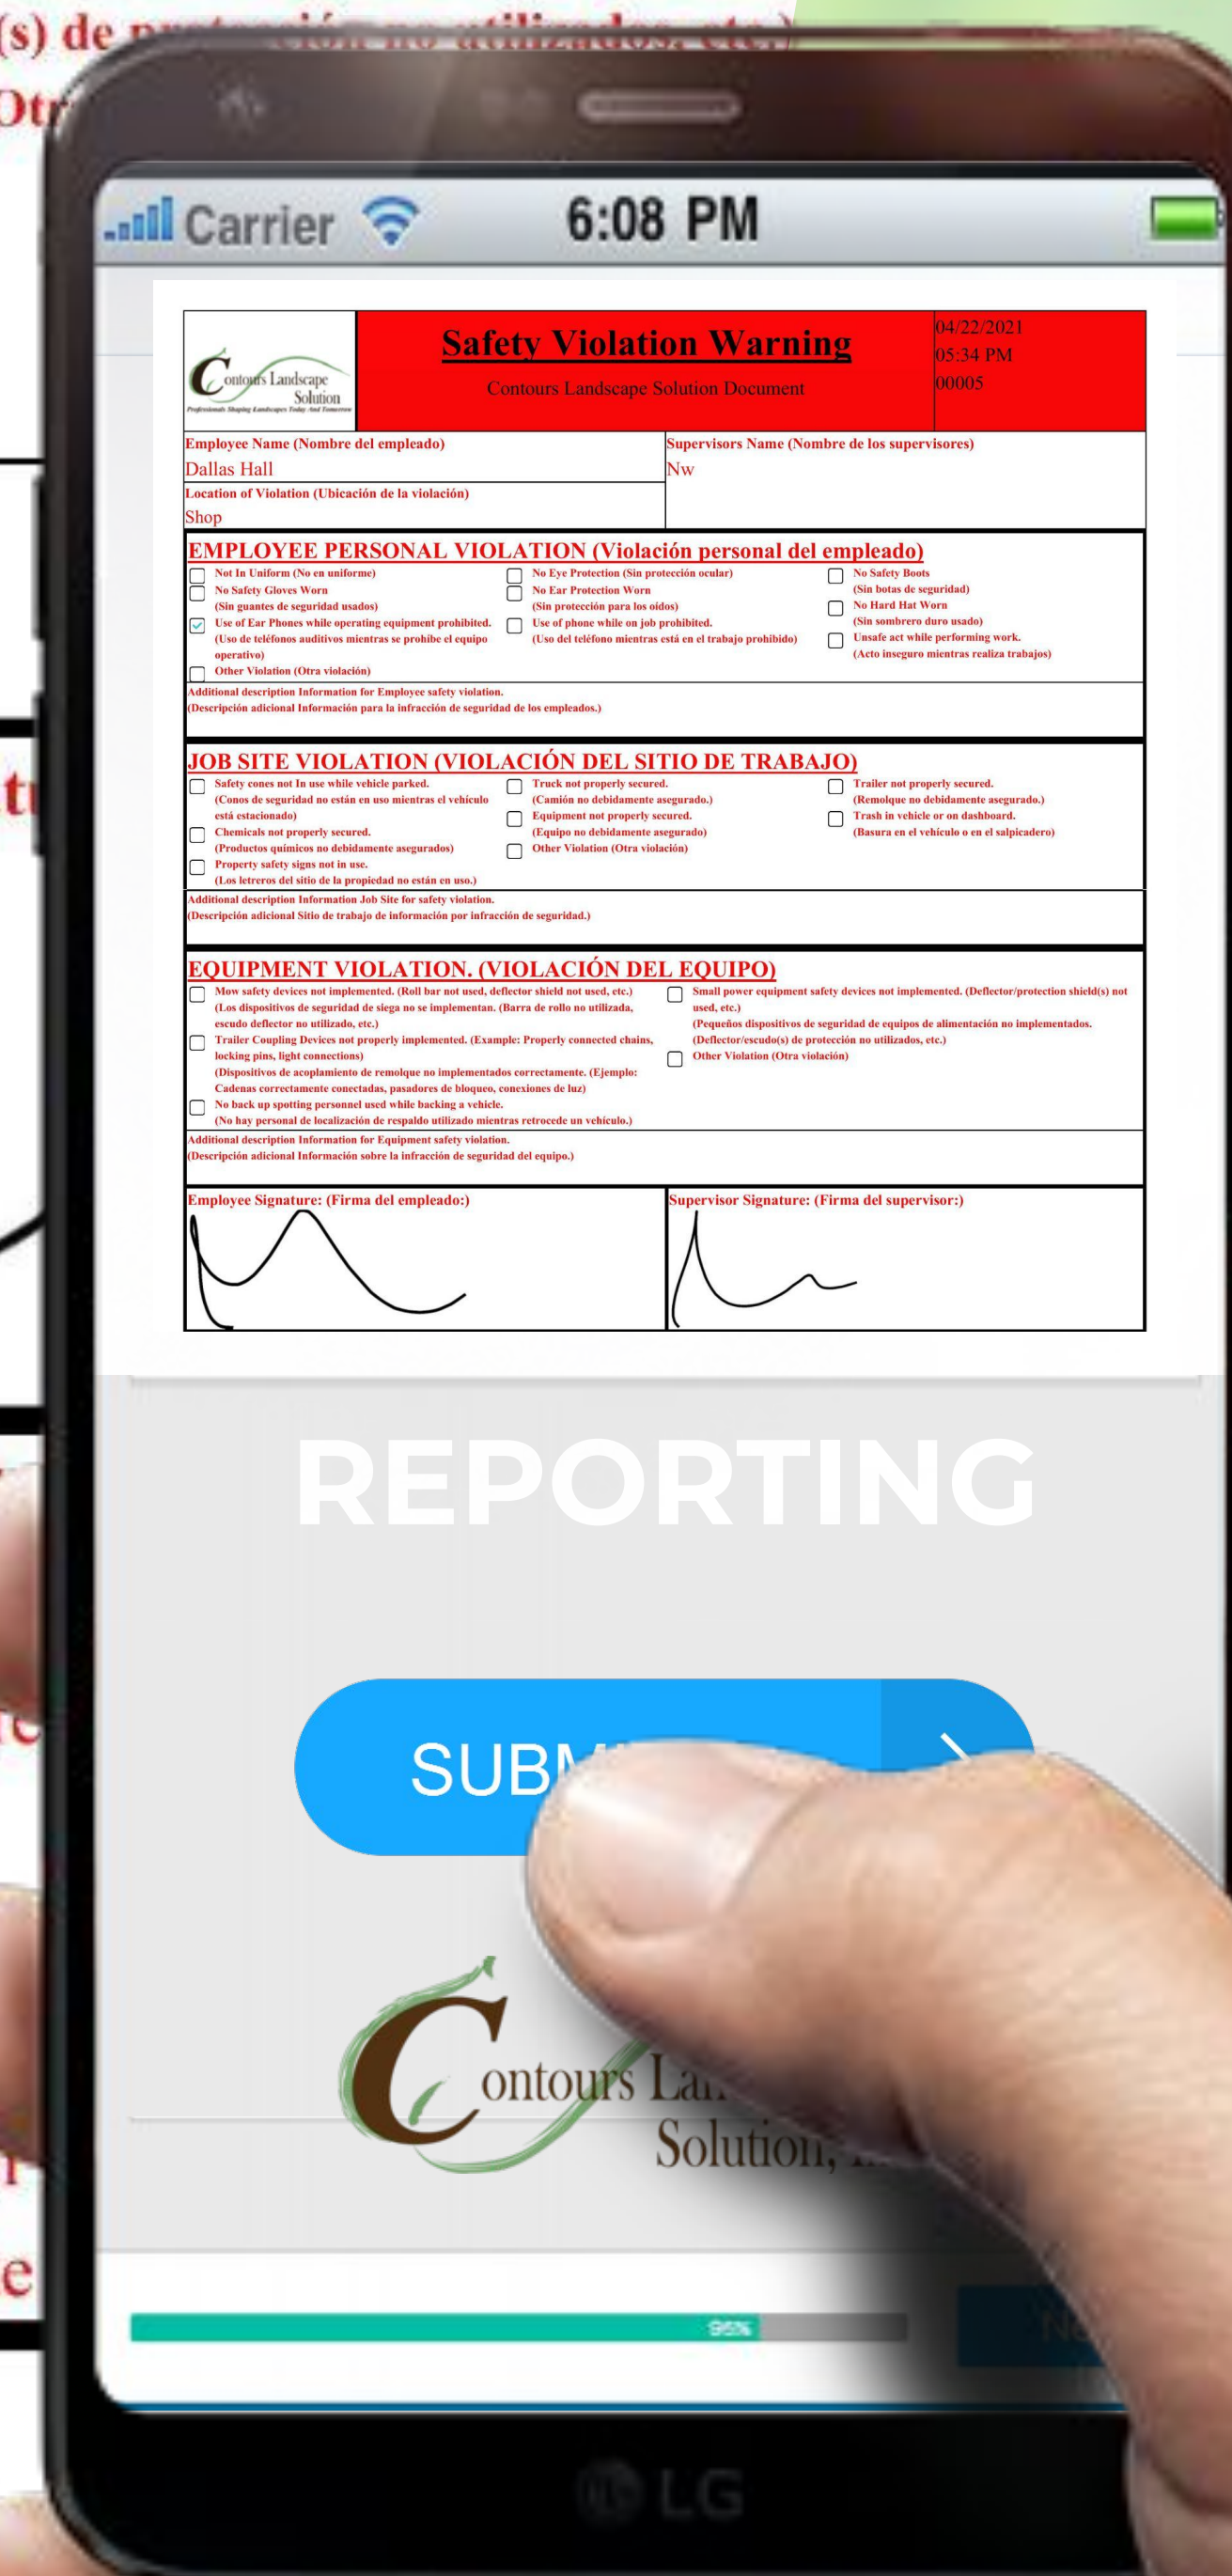 (s) de protección no utilizados, etc.)
Carrier 6:08 PM
Contours Landscape
Solution
Professionals Shaping Landscapes Today And Tomorrow
Safety Violation Warning
Contours Landscape Solution Document
04/22/2021
05:34 PM
00005
Employee Name (Nombre del empleado)
Dallas Hall
Supervisors Name (Nombre de los supervisores)
Nw
Location of Violation (Ubicación de la violación)
Shop
EMPLOYEE PERSONAL VIOLATION (Violación personal del empleado)
Not In Uniform (No en uniforme)
No Safety Gloves Worn
(Sin guantes de seguridad usados)
Use of Ear Phones while operating equipment prohibited.
(Uso de teléfonos auditivos mientras se prohíbe el equipo
operativo)
Other Violation (Otra violación)
No Eye Protection (Sin protección ocular)
No Ear Protection Worn
(Sin protección para los oídos)
Use of phone while on job prohibited.
(Uso del teléfono mientras está en el trabajo prohibido)
No Safety Boots
(Sin botas de seguridad)
No Hard Hat Worn
(Sin sombrero duro usado)
Unsafe act while performing work.
(Acto inseguro mientras realiza trabajos)
Additional description Information for Employee safety violation.
(Descripción adicional Información para la infracción de seguridad de los empleados.)
JOB SITE VIOLATION (VIOLACIÓN DEL SITIO DE TRABAJO)
Safety cones not In use while vehicle parked.
(Conos de seguridad no están en uso mientras el vehículo
está estacionado)
Chemicals not properly secured.
(Productos químicos no debidamente asegurados)
Property safety signs not in use.
(Los letreros del sitio de la propiedad no están en uso.)
Truck not properly secured.
(Camión no debidamente asegurado.)
Equipment not properly secured.
(Equipo no debidamente asegurado)
Other Violation (Otra violación)
Trailer not properly secured.
(Remolque no debidamente asegurado.)
Trash in vehicle or on dashboard.
(Basura en el vehículo o en el salpicadero)
Additional description Information Job Site for safety violation.
(Descripción adicional Sitio de trabajo de información por infracción de seguridad.)
EQUIPMENT VIOLATION. (VIOLACIÓN DEL EQUIPO)
Mow safety devices not implemented. (Roll bar not used, deflector shield not used, etc.)
(Los dispositivos de seguridad de siega no se implementan. (Barra de rollo no utilizada,
escudo deflector no utilizado, etc.)
Trailer Coupling Devices not properly implemented. (Example: Properly connected chains,
locking pins, light connections)
(Dispositivos de acoplamiento de remolque no implementados correctamente. (Ejemplo:
Cadenas correctamente conectadas, pasadores de bloqueo, conexiones de luz)
No back up spotting personnel used while backing a vehicle.
(No hay personal de localización de respaldo utilizado mientras retrocede un vehículo.)
Small power equipment safety devices not implemented. (Deflector/protection shield(s) not
used, etc.)
(Pequeños dispositivos de seguridad de equipos de alimentación no implementados.
(Deflector/escudo(s) de protección no utilizados, etc.)
Other Violation (Otra violación)
Additional description Information for Equipment safety violation.
(Descripción adicional Información sobre la infracción de seguridad del equipo.)
Employee Signature: (Firma del empleado:)
Supervisor Signature: (Firma del supervisor:)
REPORTING
SUBM
Contours Lan
Solution,
95%
Ne
LG